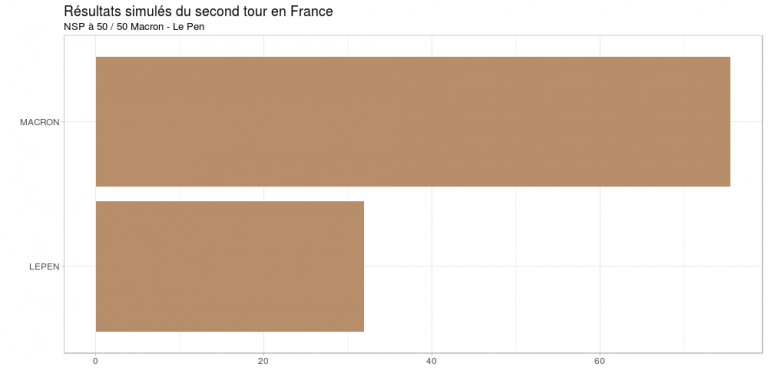 Résultats simulés du second tour en France
NSP à 50 / 50 Macron - Le Pen
MACRON
LEPEN
0 20 40 60